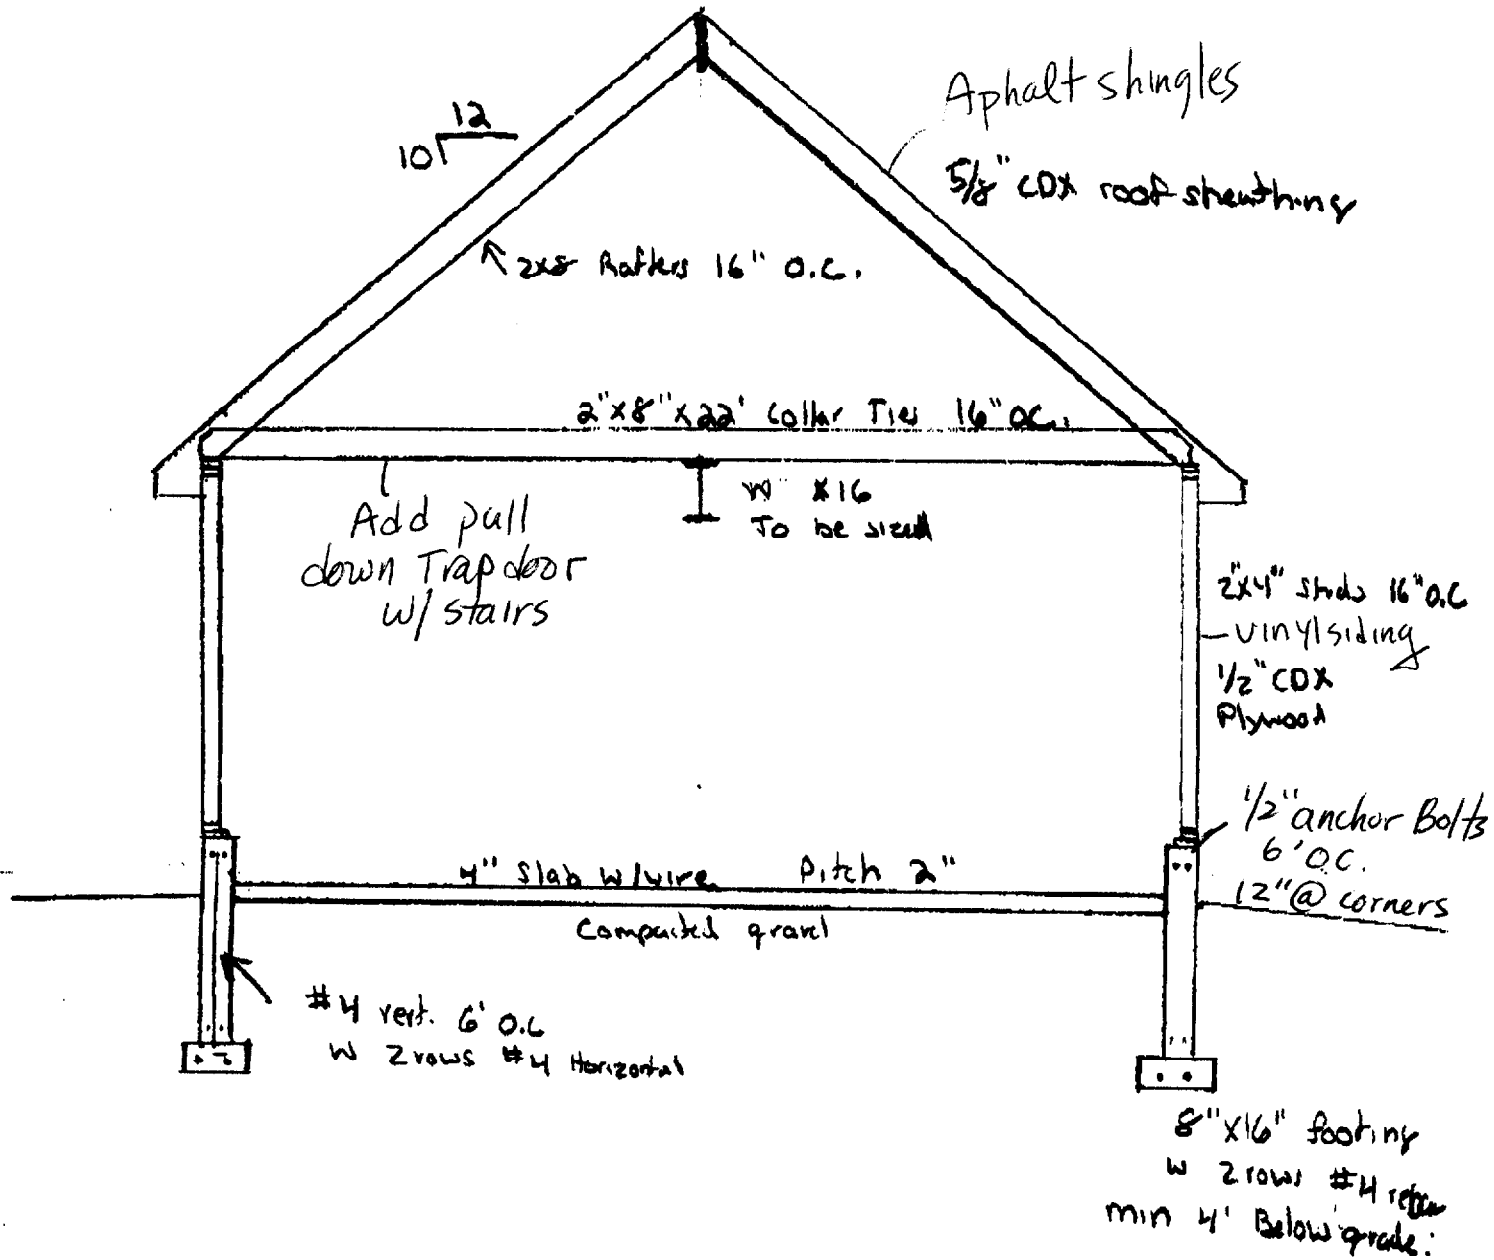 Aphalt shingles
12
10
5/8" CDX roof sheathing
2x8 Rafters 16" O.C.
2"x8"x22' Collar Ties 16" OC.
W" x16
To be sized
Add pull
down Trapdoor
w/ stairs
2"x4" Studs 16" O.C
vinyl siding
1/2" CDX
Plywood
1/2" anchor Bolts
6' O.C.
12" @ corners
4" Slab w/wire Pitch 2"
Compacted gravel
#4 vert. 6' O.C
w 2 rows #4 Horizontal
8"x16" footing
w 2 rows #4 rebar
min 4' Below grade.